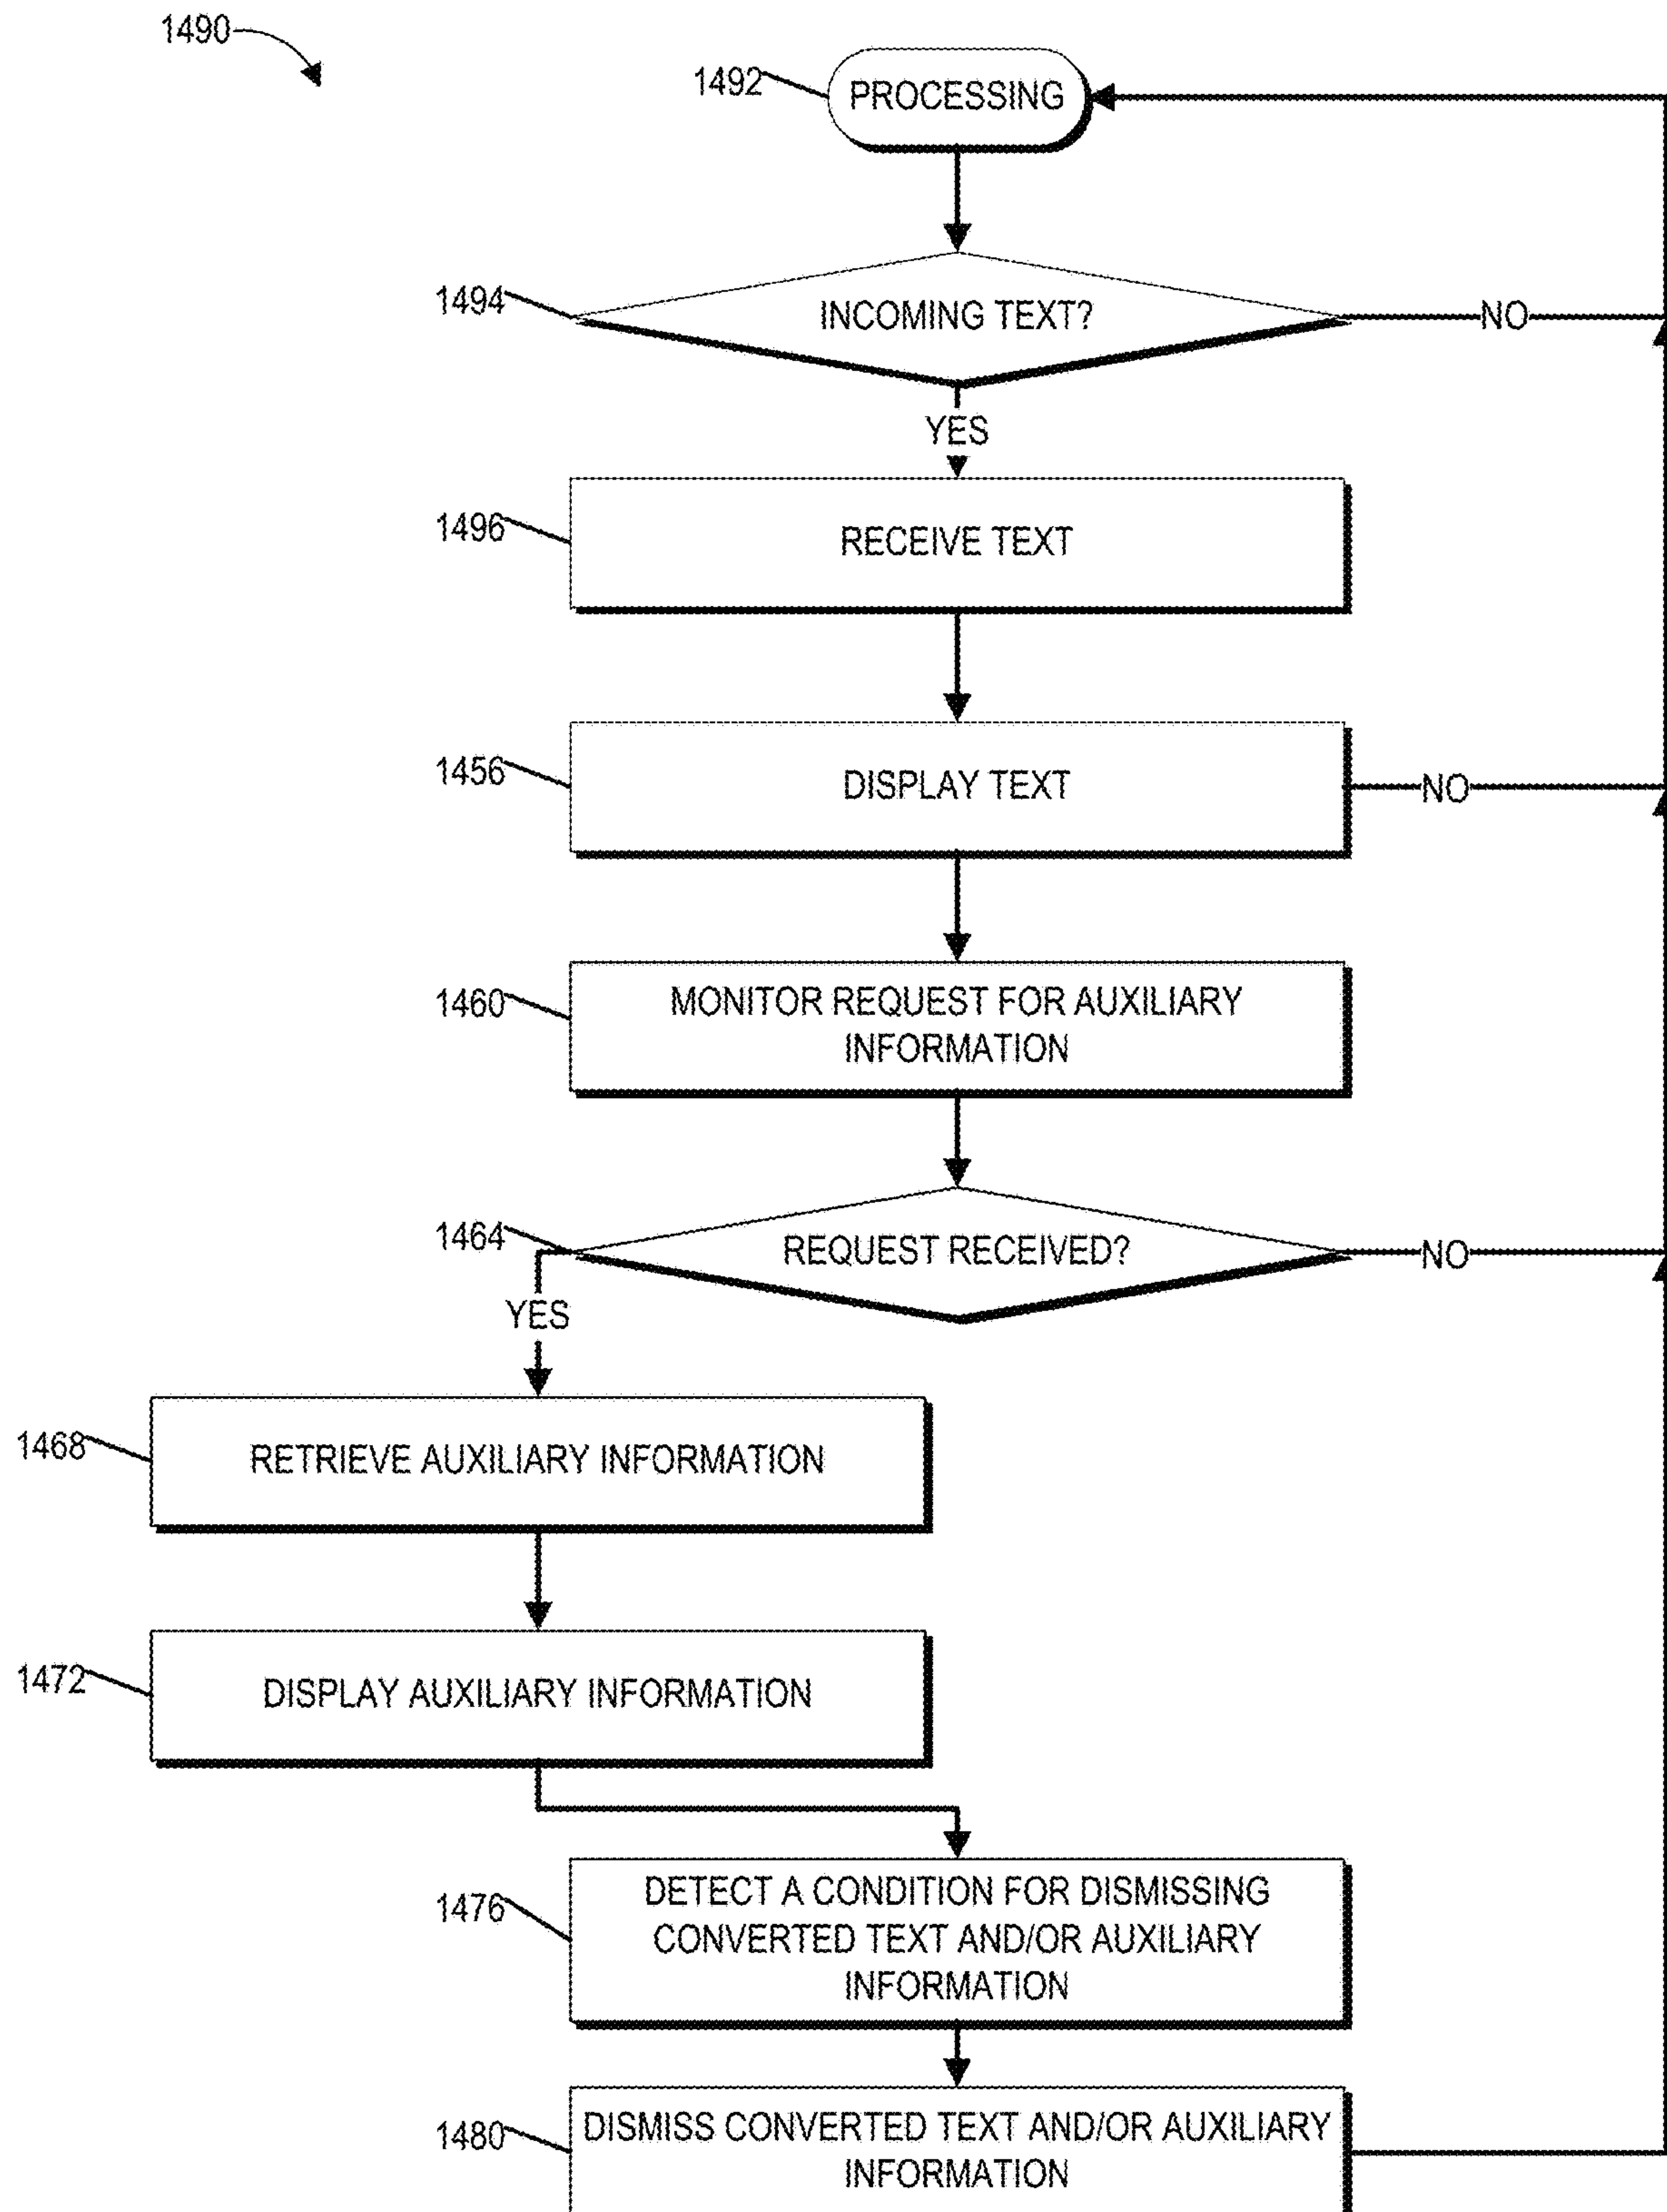 1490
1492
PROCESSING
1494
INCOMING TEXT?
NO
YES
1496
RECEIVE TEXT
1456
DISPLAY TEXT
NO
1460
MONITOR REQUEST FOR AUXILIARY
INFORMATION
1464
REQUEST RECEIVED?
NO
YES
1468
RETRIEVE AUXILIARY INFORMATION
1472
DISPLAY AUXILIARY INFORMATION
1476
DETECT A CONDITION FOR DISMISSING
CONVERTED TEXT AND/OR AUXILIARY
INFORMATION
1480
DISMISS CONVERTED TEXT AND/OR AUXILIARY
INFORMATION